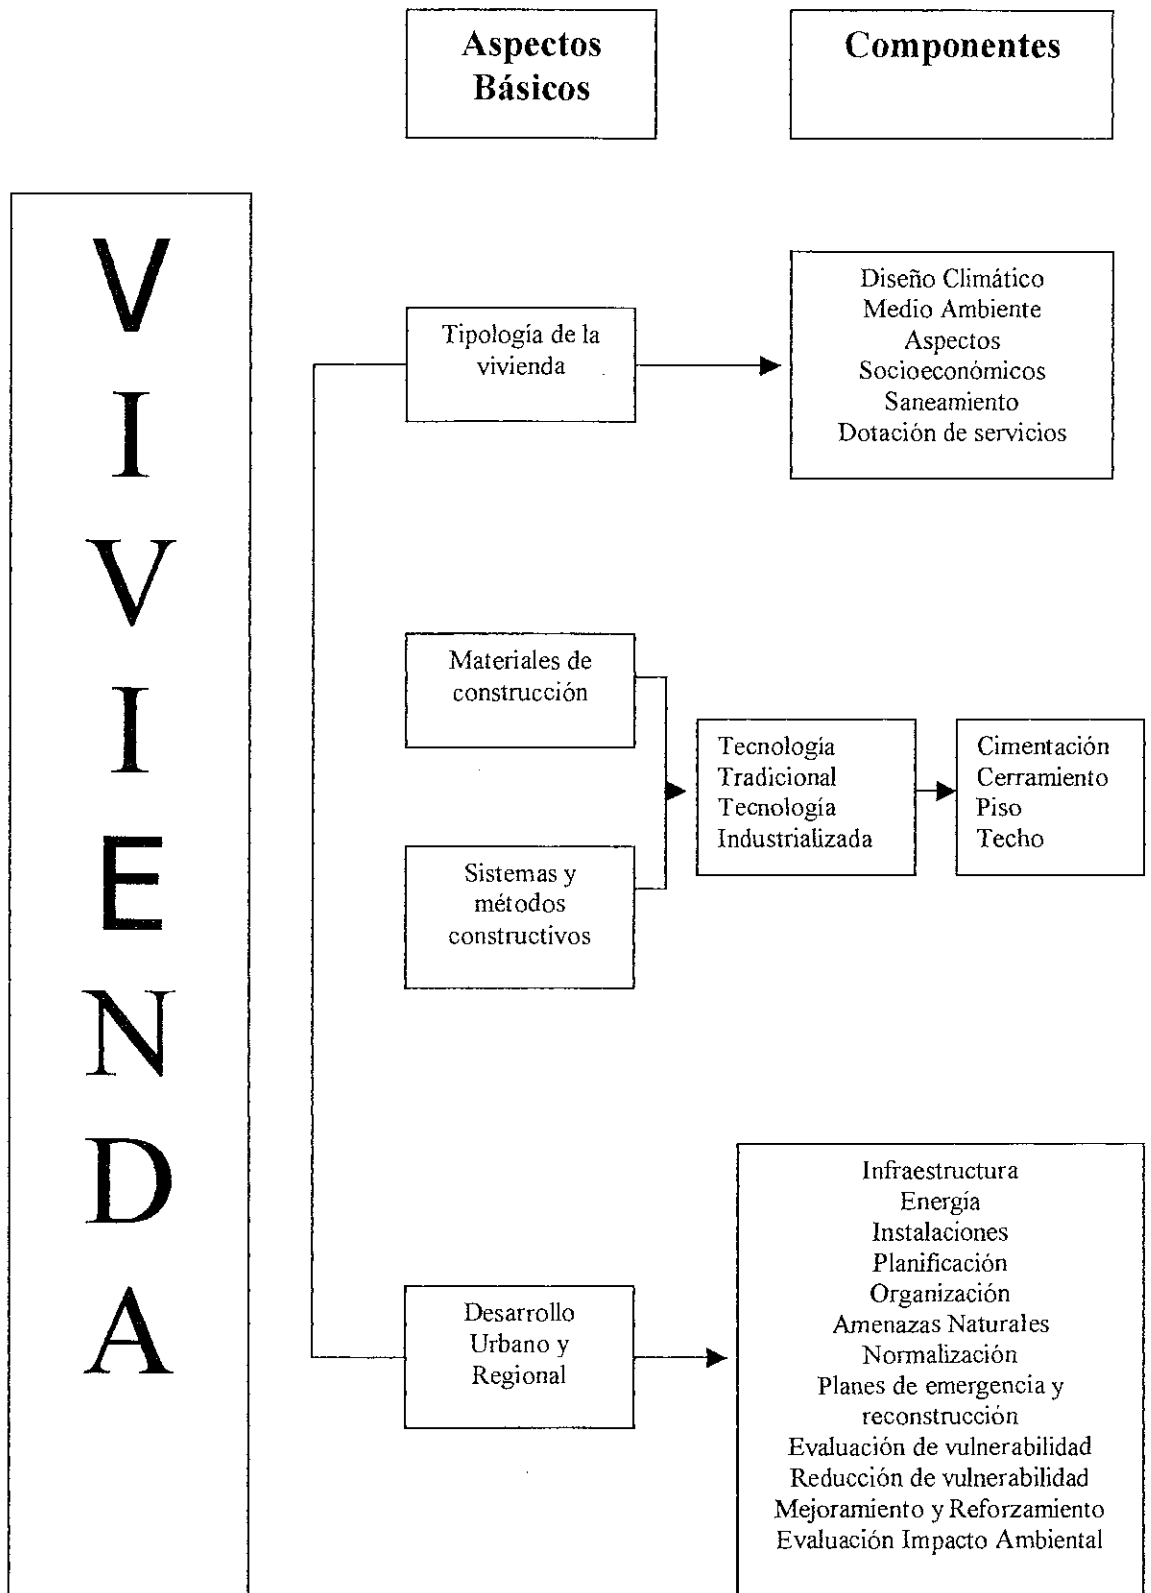 Aspectos
Básicos
Componentes
V
I
V
I
E
N
D
A
Tipología de la
vivienda
Diseño Climático
Medio Ambiente
Aspectos
Socioeconómicos
Saneamiento
Dotación de servicios
Materiales de
construcción
Sistemas y
métodos
constructivos
Tecnología
Tradicional
Tecnología
Industrializada
Cimentación
Cerramiento
Piso
Techo
Desarrollo
Urbano y
Regional
Infraestructura
Energía
Instalaciones
Planificación
Organización
Amenazas Naturales
Normalización
Planes de emergencia y
reconstrucción
Evaluación de vulnerabilidad
Reducción de vulnerabilidad
Mejoramiento y Reforzamiento
Evaluación Impacto Ambiental